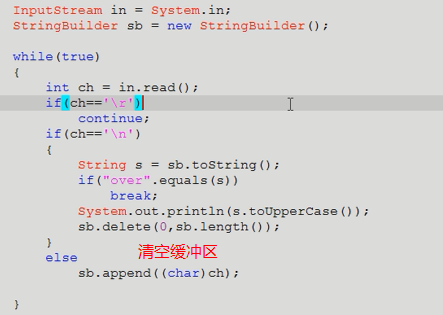 InputStream in = System.in;
StringBuilder sb = new StringBuilder();
while(true)
{
int ch = in.read();
if(ch=='\r')
continue;
if(ch=='\n')
{
String s = sb.toString();
if("over".equals(s))
break;
System.out.println(s.toUpperCase());
sb.delete(0,sb.length());
}
清空缓冲区
else
sb.append((char)ch);
}